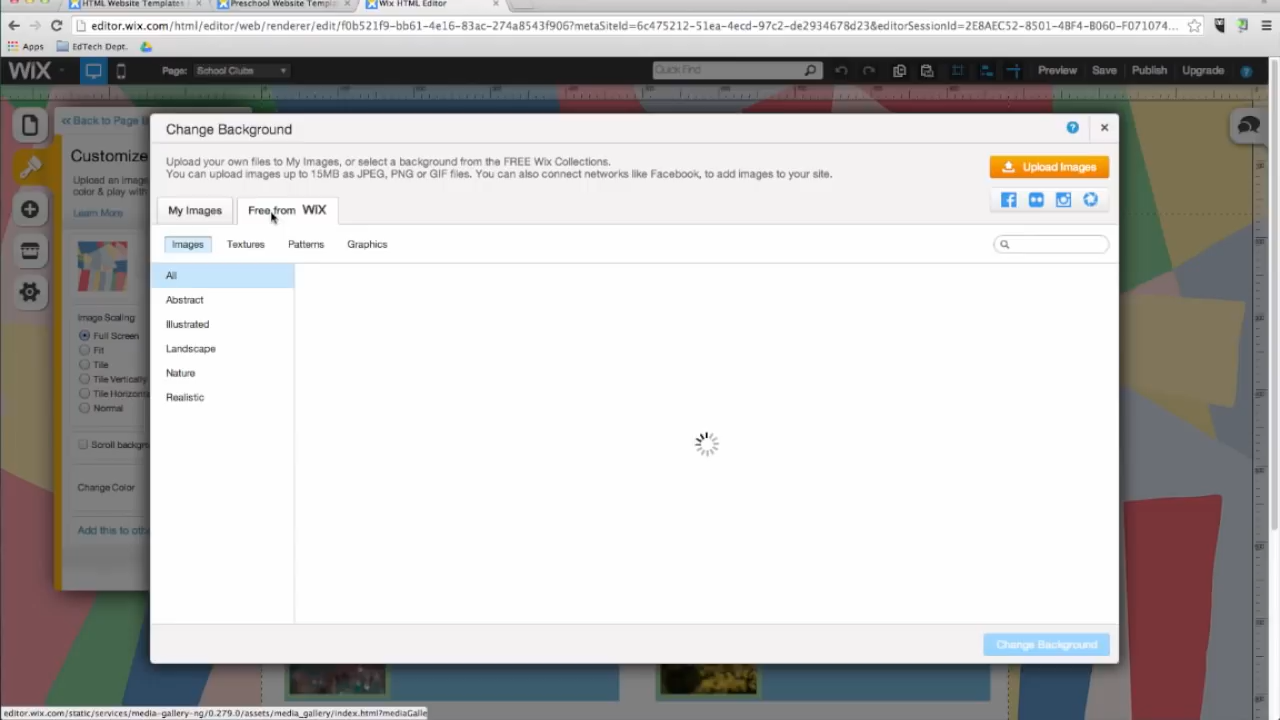 HTML Website Templates
Preschool Website Templ
Wix HTML Editor
editor.wix.com/html/editor/web/renderer/edit/f0b521f9-bb61-4e16-83ac-274a8543f906?metaSiteId=6c475212-51ea-4ecd-97c2-de2934678d23&editorSessionId=2E8AEC52-8501-4BF4-B060-F071074...
Apps EdTech Dept.
WiX Page: School Clubs Quick Find Preview Save Publish Upgrade ?
<< Back to Page B
Customize
Upload an imag
color & play with
Learn More
Image Scaling:
Full Screen
Fit
Tile
Tile Vertically
Tile Horizonta
Normal
Scroll backgro
Change Color
Add this to othe
Change Background
Upload your own files to My Images, or select a background from the FREE Wix Collections.
You can upload images up to 15MB as JPEG, PNG or GIF files. You can also connect networks like Facebook, to add images to your site.
Upload Images
My Images Free from WiX
Images Textures Patterns Graphics
All
Abstract
Illustrated
Landscape
Nature
Realistic
Change Background
editor.wix.com/static/services/media-gallery-ng/0.279.0/assets/media_gallery/index.html?mediaGalle